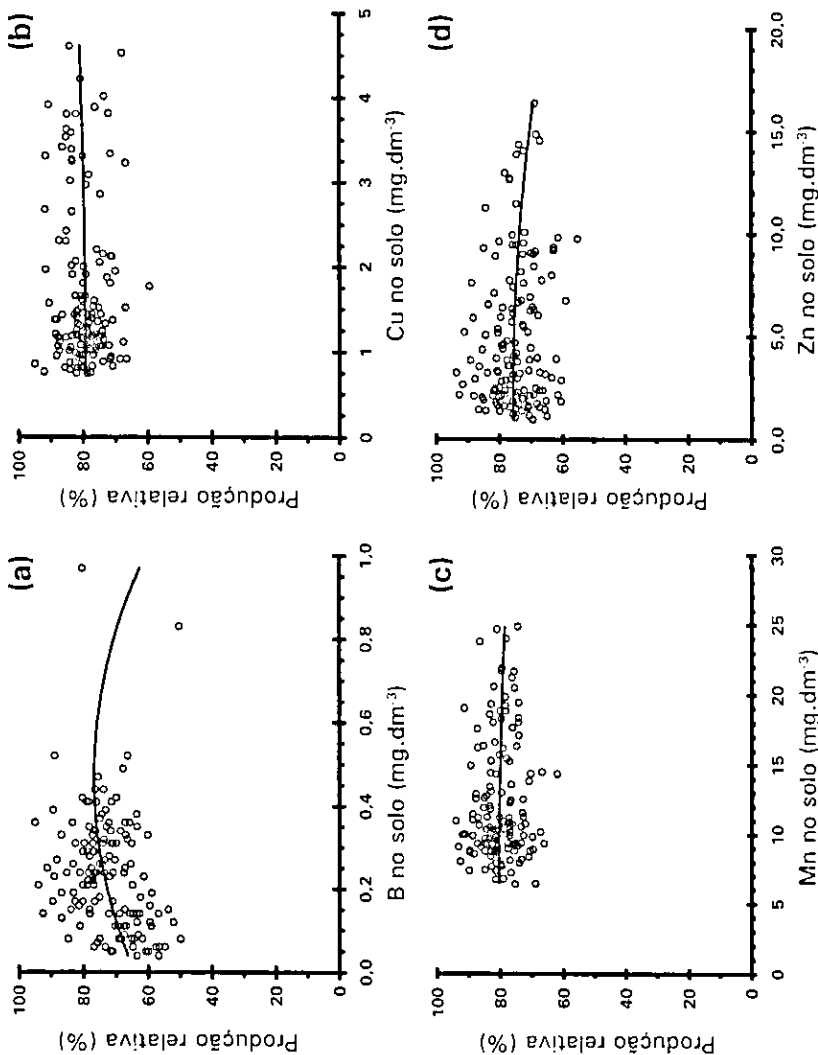 (a)
Produção relativa (%)
100
80
60
40
20
0
0,0 0,2 0,4 0,6 0,8 1,0
B no solo (mg.dm⁻³)
(b)
Produção relativa (%)
100
80
60
40
20
0
0 1 2 3 4 5
Cu no solo (mg.dm⁻³)
(c)
Produção relativa (%)
100
80
60
40
20
0
0 5 10 15 20 25 30
Mn no solo (mg.dm⁻³)
(d)
Produção relativa (%)
100
80
60
40
20
0
0,0 5,0 10,0 15,0 20,0
Zn no solo (mg.dm⁻³)